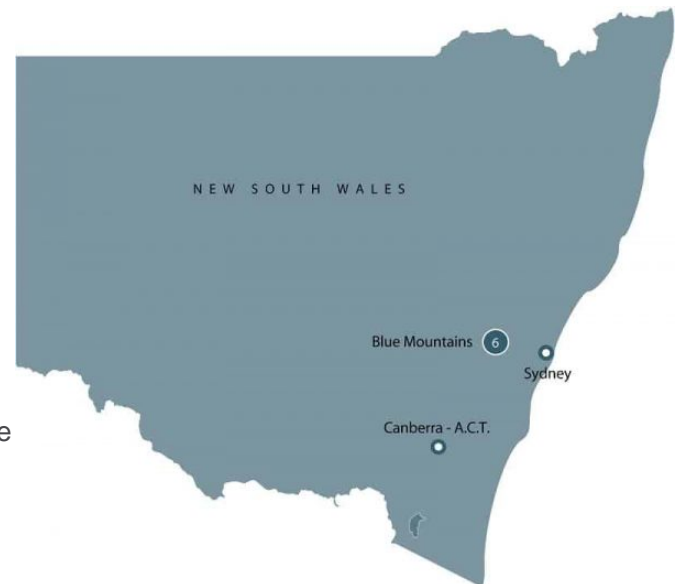 NEW SOUTH WALES
Blue Mountains 6
Sydney
e
Canberra - A.C.T.